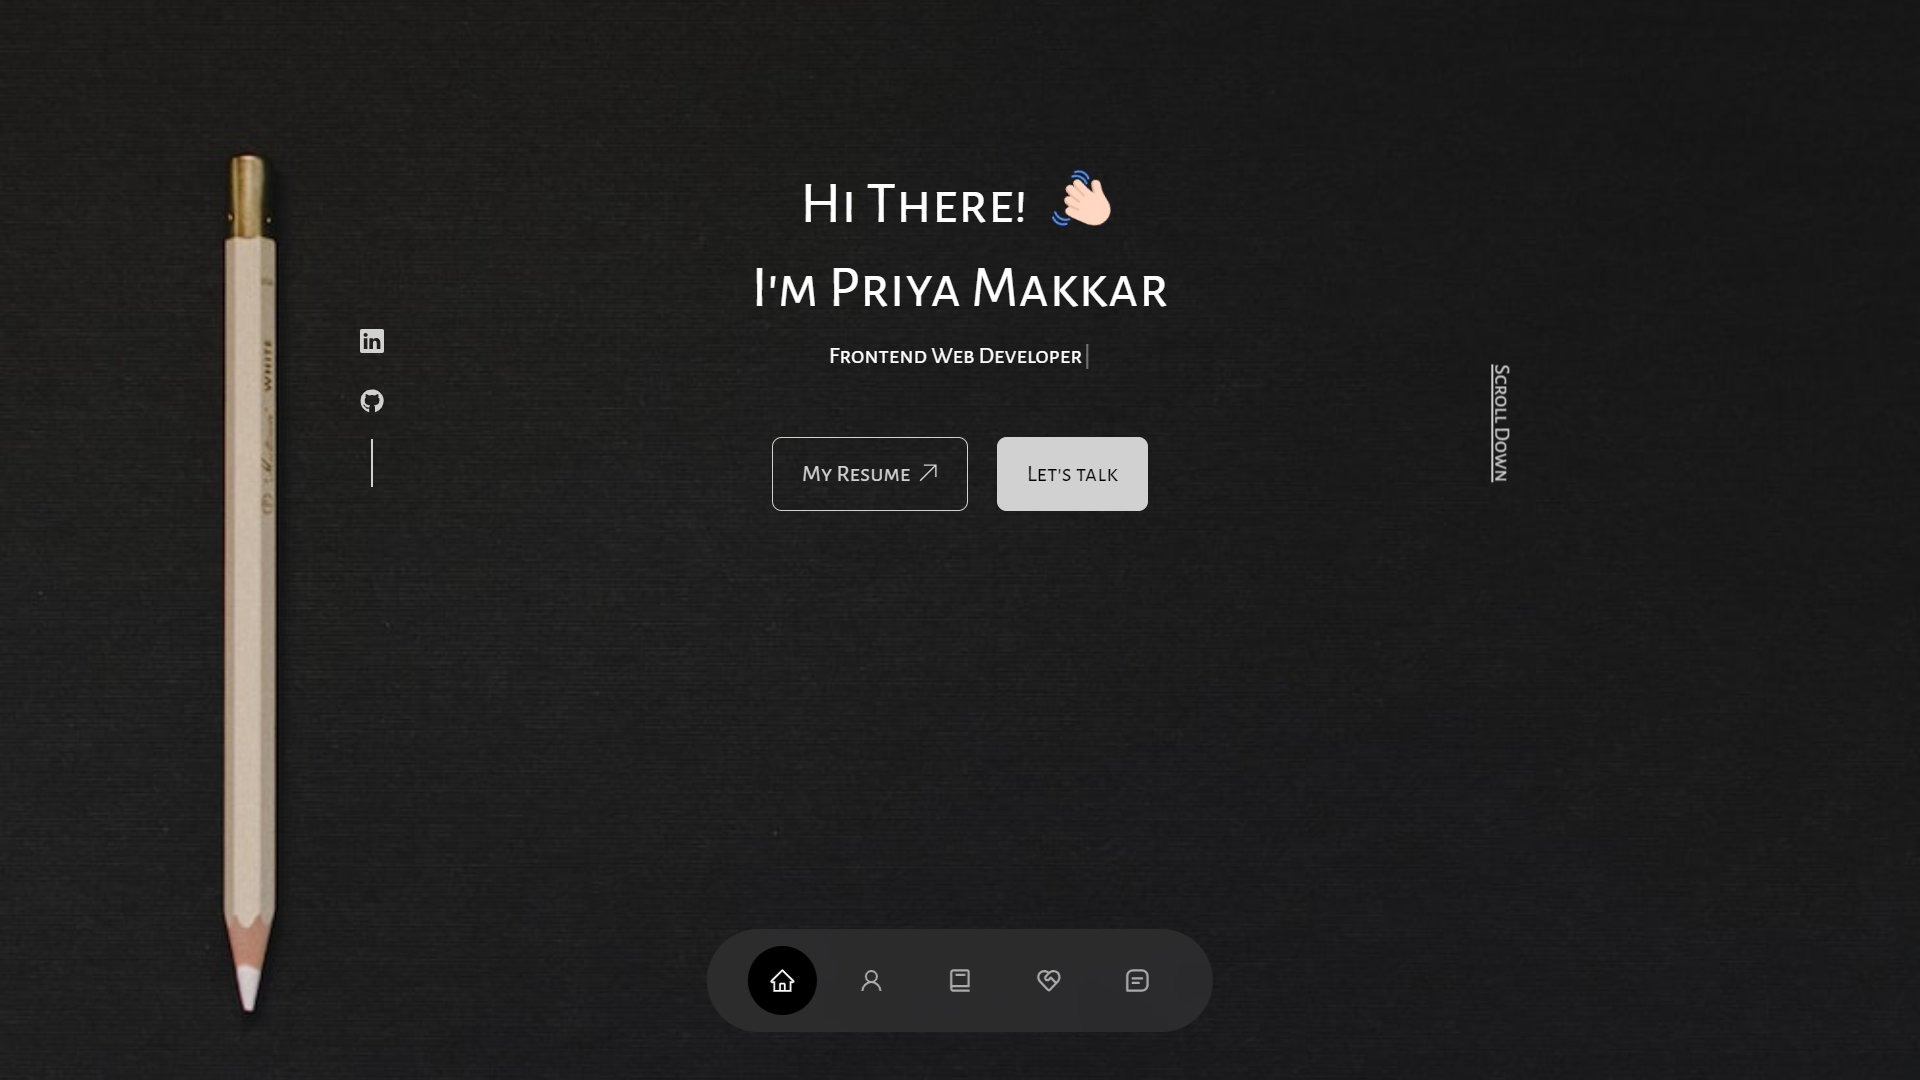 Hi There!
I'm Priya Makkar
Frontend Web Developer
My Resume
Let's talk
Scroll Down
WHITE